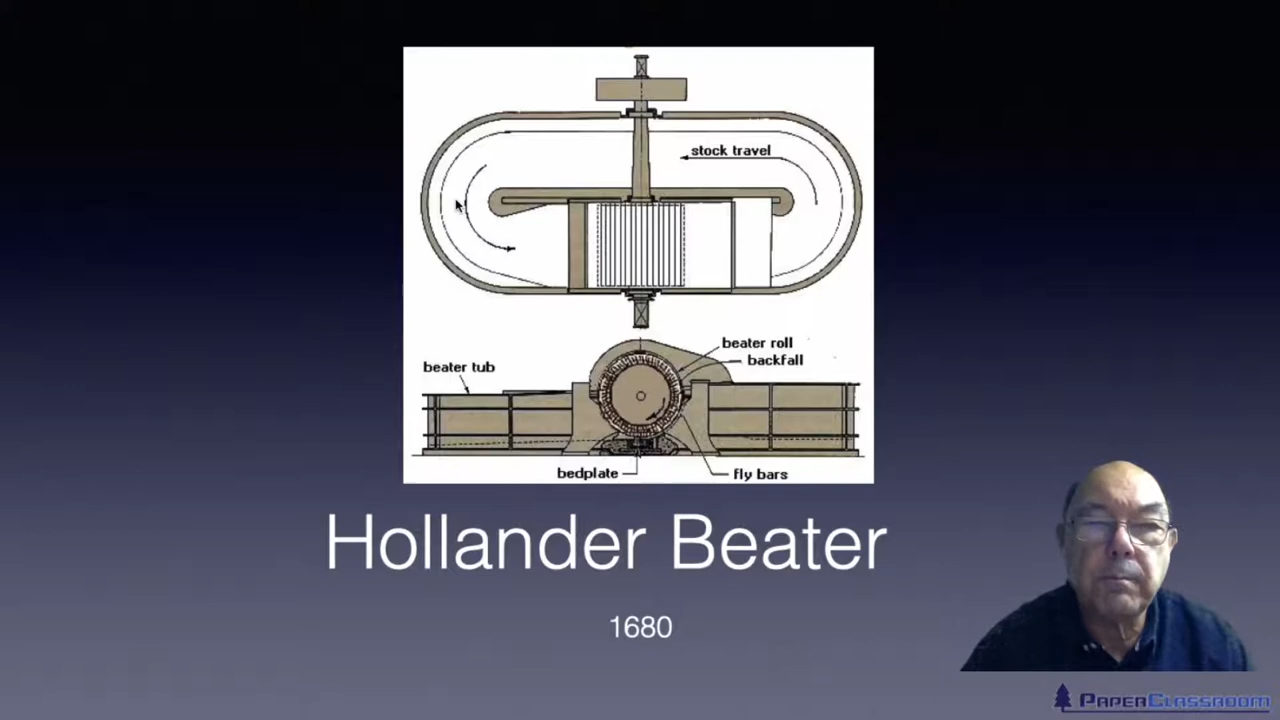 stock travel
beater roll
backfall
beater tub
bedplate
fly bars
Hollander Beater
1680
PaperClassroom